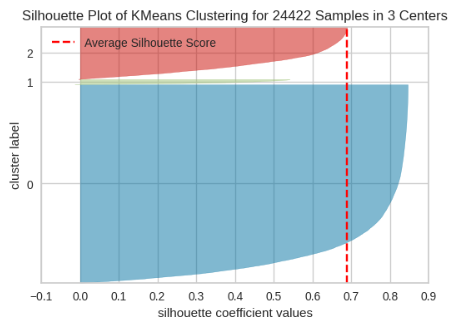 Silhouette Plot of KMeans Clustering for 24422 Samples in 3 Centers
Average Silhouette Score
2
1
0
cluster label
-0.1 0.0 0.1 0.2 0.3 0.4 0.5 0.6 0.7 0.8 0.9
silhouette coefficient values